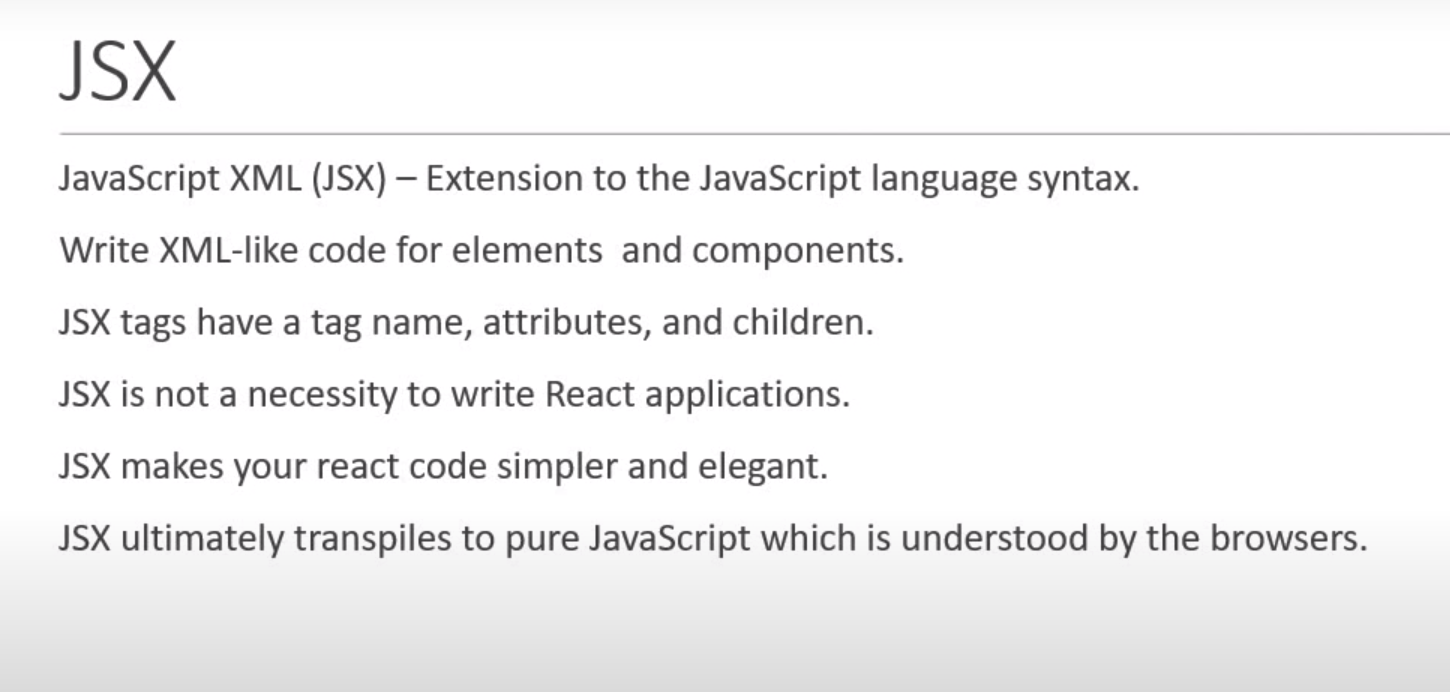 JSX
JavaScript XML (JSX) – Extension to the JavaScript language syntax.
Write XML-like code for elements  and components.
JSX tags have a tag name, attributes, and children.
JSX is not a necessity to write React applications.
JSX makes your react code simpler and elegant.
JSX ultimately transpiles to pure JavaScript which is understood by the browsers.